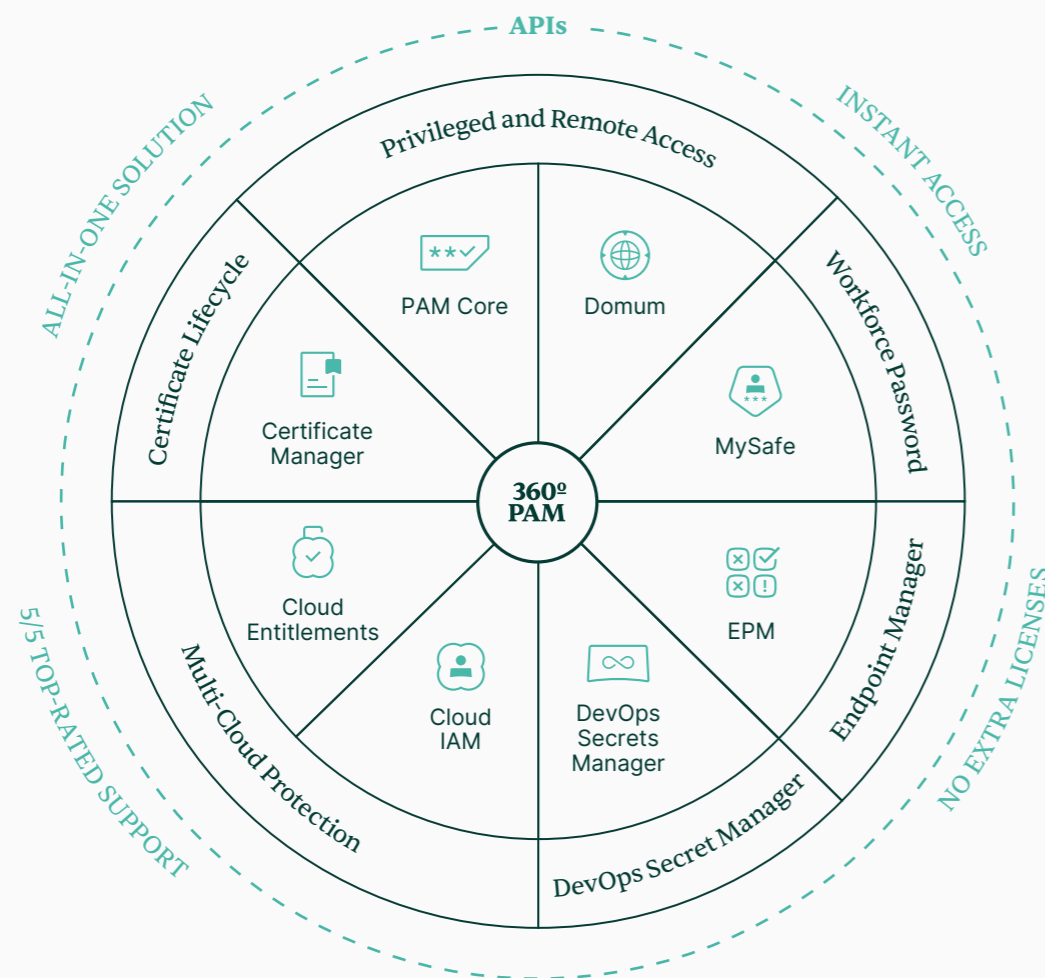 APIs
INSTANT ACCESS
NO EXTRA LICENSES
5/5 TOP-RATED SUPPORT
ALL-IN-ONE SOLUTION
Privileged and Remote Access
Workforce Password
Endpoint Manager
DevOps Secret Manager
Multi-Cloud Protection
Certificate Lifecycle
PAM Core
Domum
MySafe
EPM
DevOps
Secrets
Manager
Cloud
IAM
Cloud
Entitlements
Certificate
Manager
360º
PAM